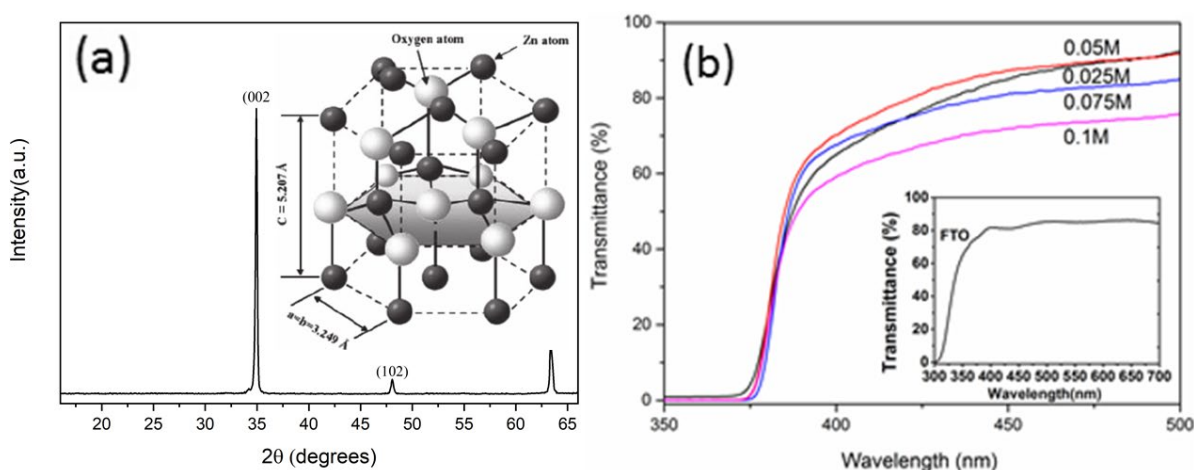 (a)
(002
(102)
Oxygen atom
Zn atom
C = 5.207 Å
a=b=3.249 Å
Intensity(a.u.)
20 25 30 35 40 45 50 55 60 65
2θ (degrees)
(b)
0.05M
0.025M
0.075M
0.1M
Transmittance (%)
100
80
60
40
20
0
350 400 450 500
Wavelength (nm)
FTO
Transmittance (%)
100
80
60
40
20
0
300 350 400 450 500 550 600 650 700
Wavelength(nm)